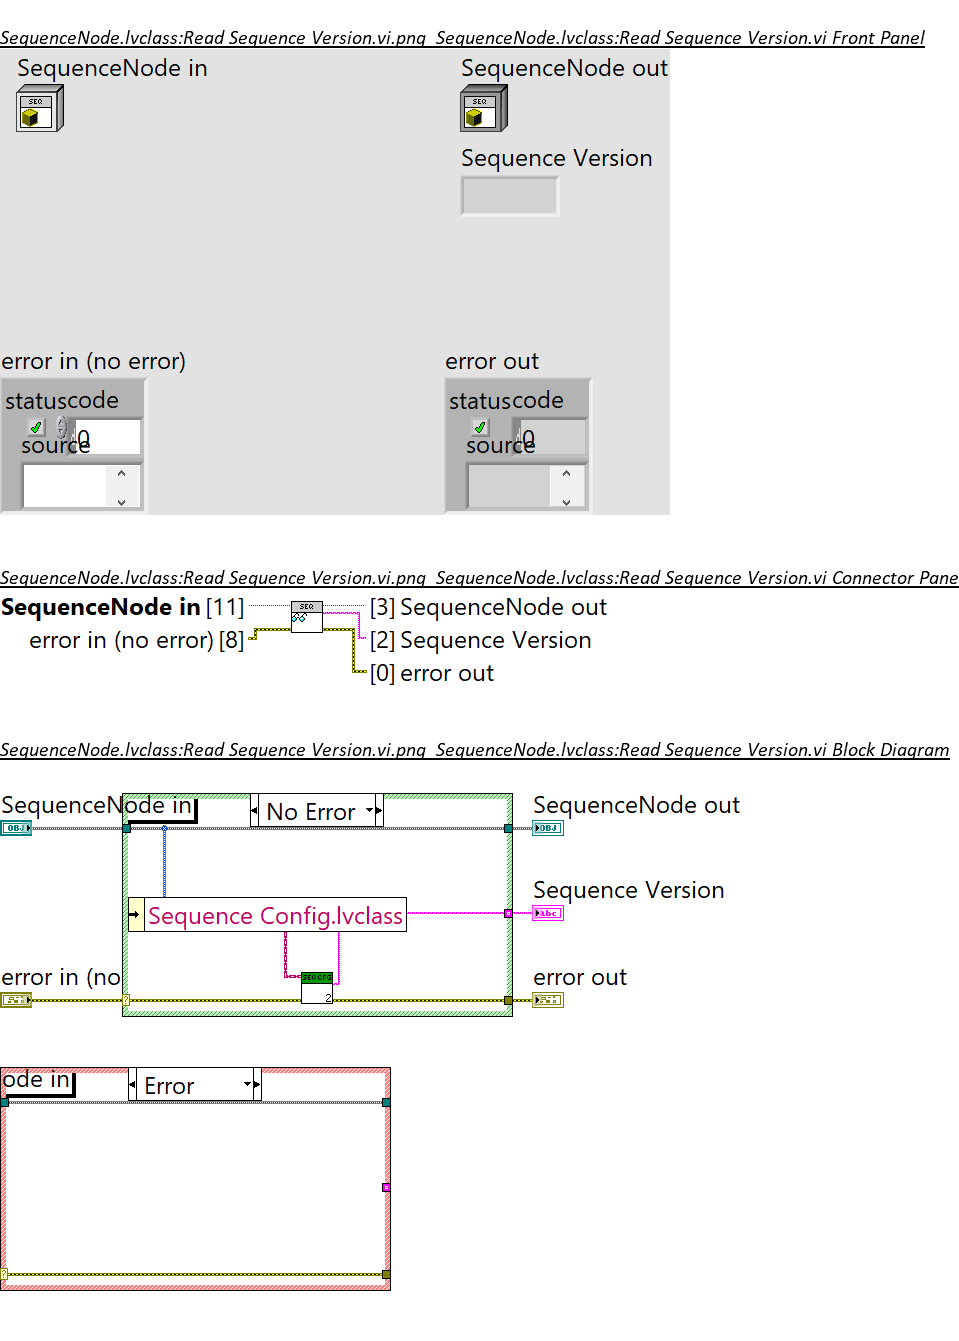 SequenceNode.lvclass:Read Sequence Version.vi.png  SequenceNode.lvclass:Read Sequence Version.vi Front Panel
SequenceNode in
SequenceNode out
SEQ
SEQ
Sequence Version
error in (no error)
error out
status code
status code
0
0
source
source
SequenceNode.lvclass:Read Sequence Version.vi.png  SequenceNode.lvclass:Read Sequence Version.vi Connector Pane
SequenceNode in [11]
SEQ
[3] SequenceNode out
error in (no error) [8]
[2] Sequence Version
[0] error out
SequenceNode.lvclass:Read Sequence Version.vi.png  SequenceNode.lvclass:Read Sequence Version.vi Block Diagram
SequenceNode in
No Error
SequenceNode out
OBJ
OBJ
Sequence Version
Sequence Config.lvclass
abc
error in (no
SEQ CFG
error out
?
2
ode in
Error
?